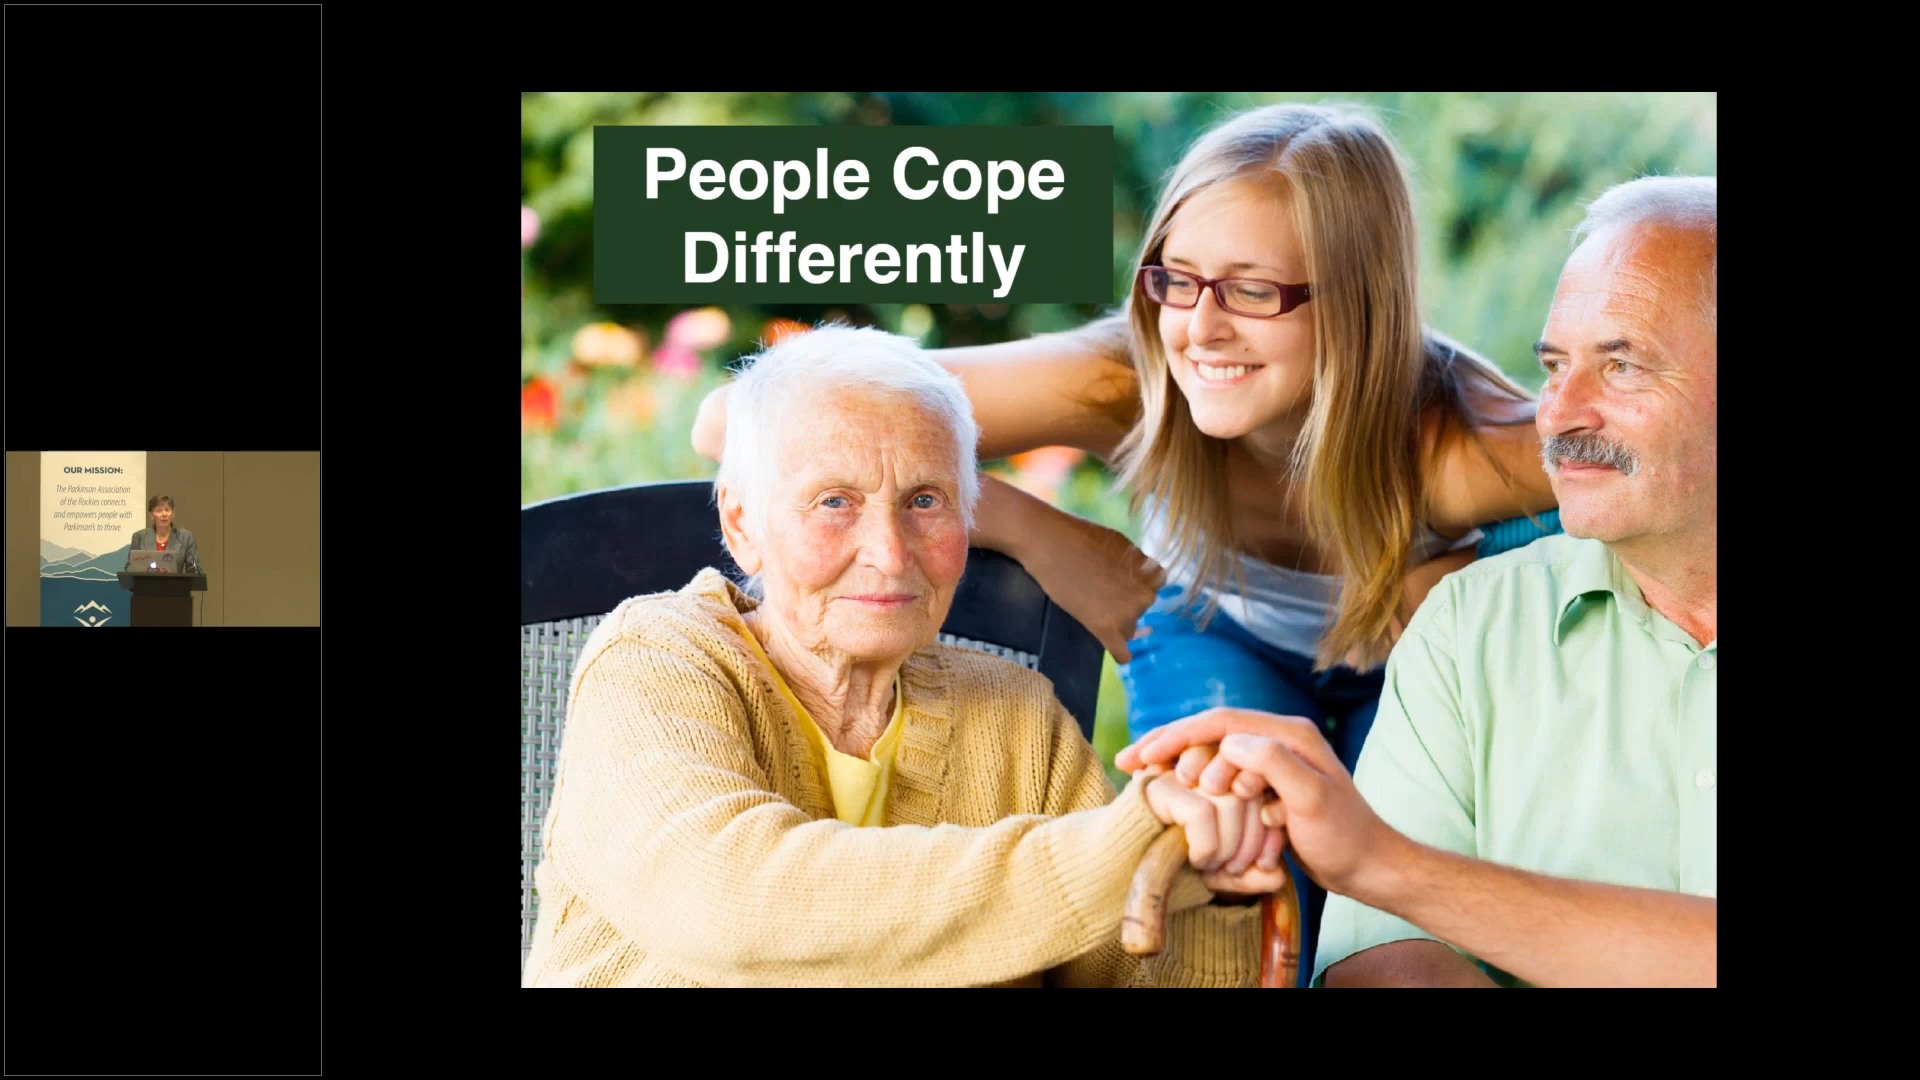 OUR MISSION:
The Parkinson Association
of the Rockies connects
and empowers people with
Parkinson's to thrive.
People Cope
Differently